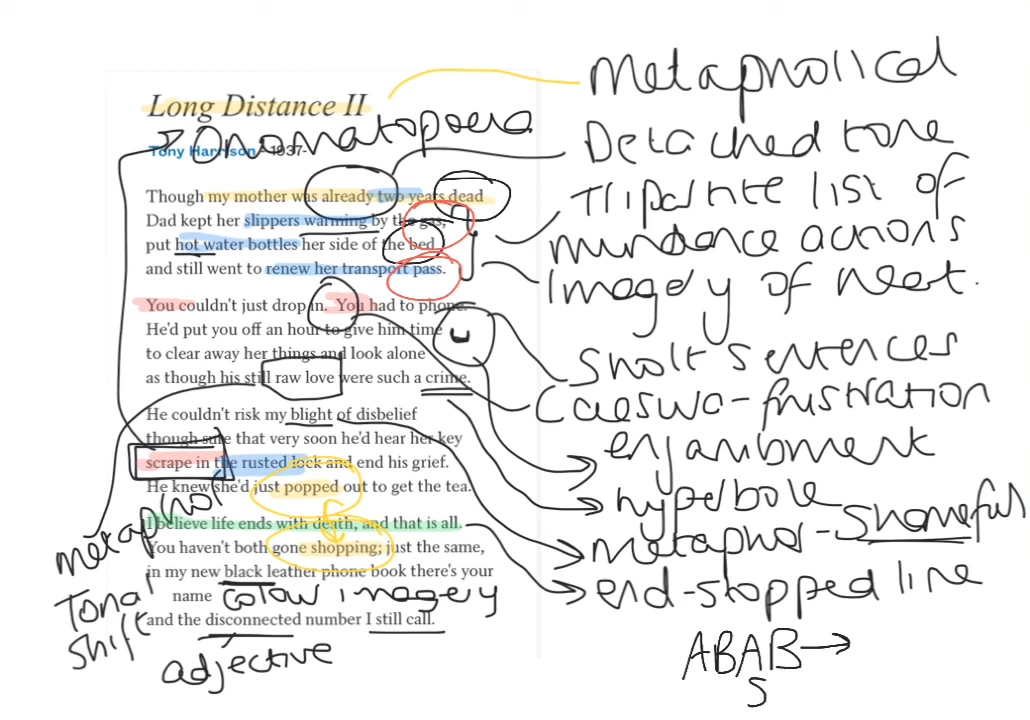 Metaphorical
Long Distance II
Onomatopoera
Tony Harrison - 1937-
Detached tone
Though my mother was already two years dead
Dad kept her slippers warming by the gas,
put hot water bottles her side of the bed
and still went to renew her transport pass.
Tripartite list of
mundance actions
Imagery of heat.
You couldn't just drop in. You had to phone.
He'd put you off an hour to give him time
to clear away her things and look alone
as though his still raw love were such a crime.
Short sentences
Caesura-frustration
enjambment
hyperbole
metaphor-shameful
end-stopped line
He couldn't risk my blight of disbelief
though sure that very soon he'd hear her key
scrape in the rusted lock and end his grief.
He knew she'd just popped out to get the tea.
metaphor
I believe life ends with death, and that is all.
You haven't both gone shopping; just the same,
in my new black leather phone book there's your
name
colour imagery
and the disconnected number I still call.
Tonal
shift
adjective
ABAB→
S